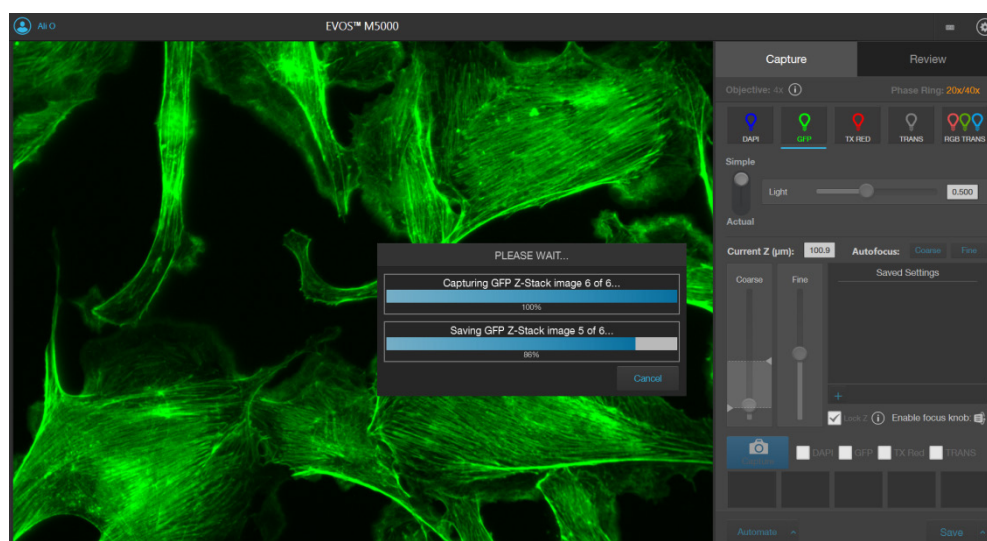 Ali O
EVOS™ M5000
Capture Review
Objective: 4x i Phase Ring: 20x/40x
DAPI GFP TX RED TRANS RGB TRANS
Simple
Light 0.500
Actual
Current Z (µm): 100.9 Autofocus: Coarse Fine
Coarse Fine Saved Settings
PLEASE WAIT...
Capturing GFP Z-Stack image 6 of 6...
100%
Saving GFP Z-Stack image 5 of 6...
86%
Cancel
+
Lock Z i Enable focus knob:
Capture DAPI GFP TX Red TRANS
Automate Save